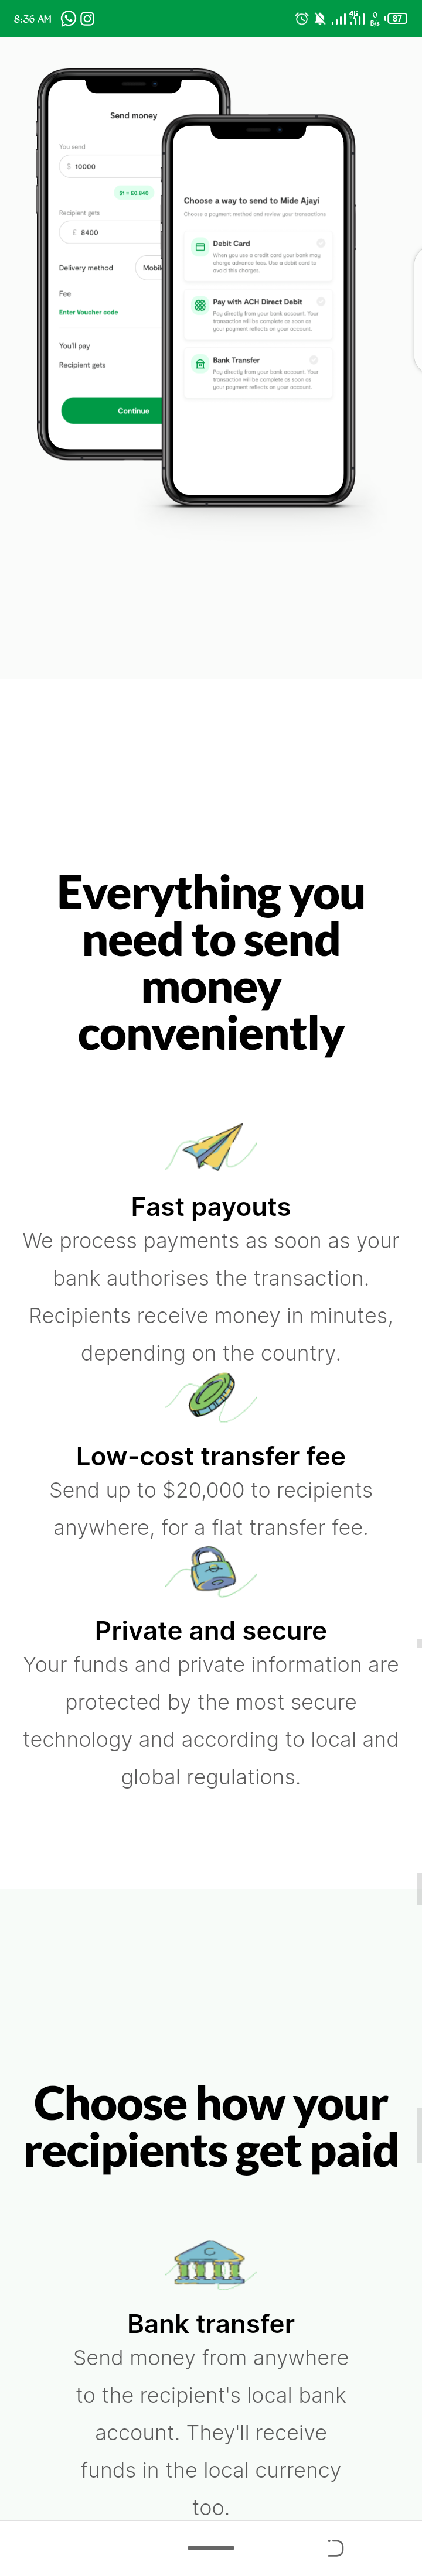 8:36 AM
4G
0
B/s
87
Send money
You send
$ 10000
$1 = £0.840
Recipient gets
£ 8400
Delivery method
Fee
Enter Voucher code
You'll pay
Recipient gets
Continue
Choose a way to send to Mide Ajayi
Choose a payment method and review your transactions
Debit Card
When you use a credit card your bank may
charge advance fees. Use a debit card to
avoid this charges.
Pay with ACH Direct Debit
Pay directly from your bank account. Your
transaction will be complete as soon as
your payment reflects on your account.
Bank Transfer
Pay directly from your bank account. Your
transaction will be complete as soon as
your payment reflects on your account.
Everything you
need to send
money
conveniently
Fast payouts
We process payments as soon as your
bank authorises the transaction.
Recipients receive money in minutes,
depending on the country.
Low-cost transfer fee
Send up to $20,000 to recipients
anywhere, for a flat transfer fee.
Private and secure
Your funds and private information are
protected by the most secure
technology and according to local and
global regulations.
Choose how your
recipients get paid
Bank transfer
Send money from anywhere
to the recipient's local bank
account. They'll receive
funds in the local currency
too.